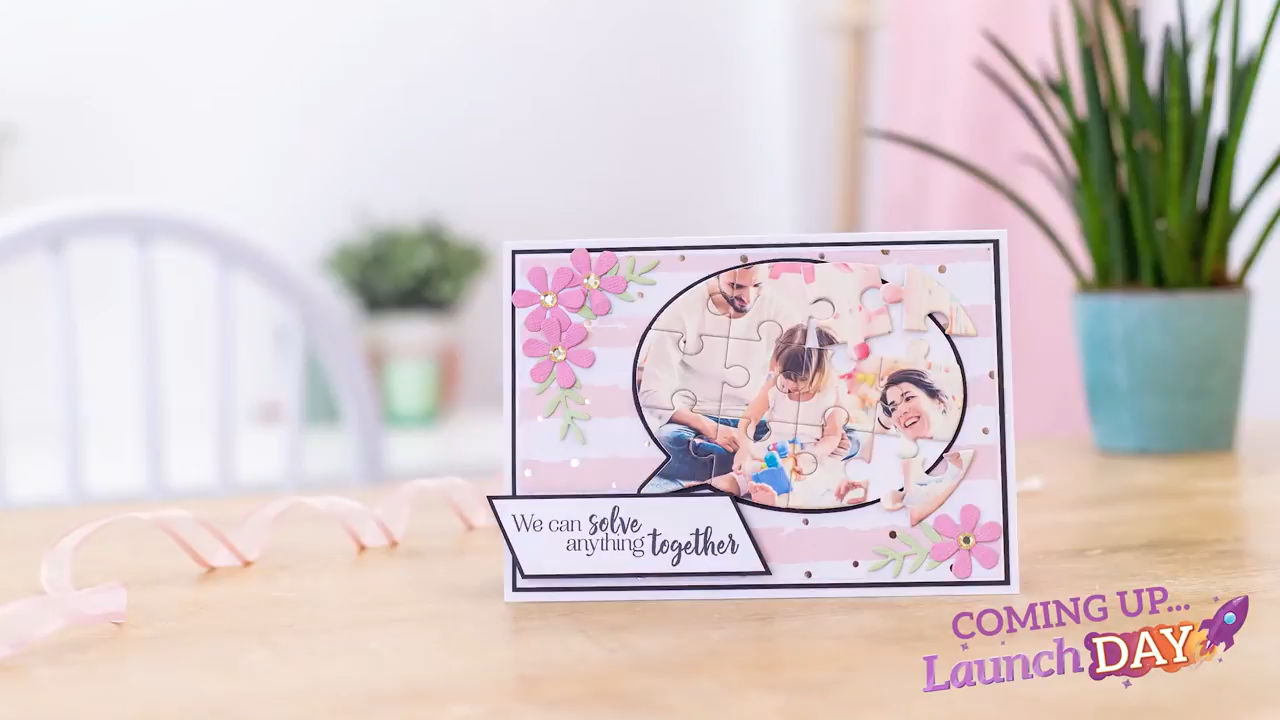 We can solve
anything together
COMING UP...
Launch DAY